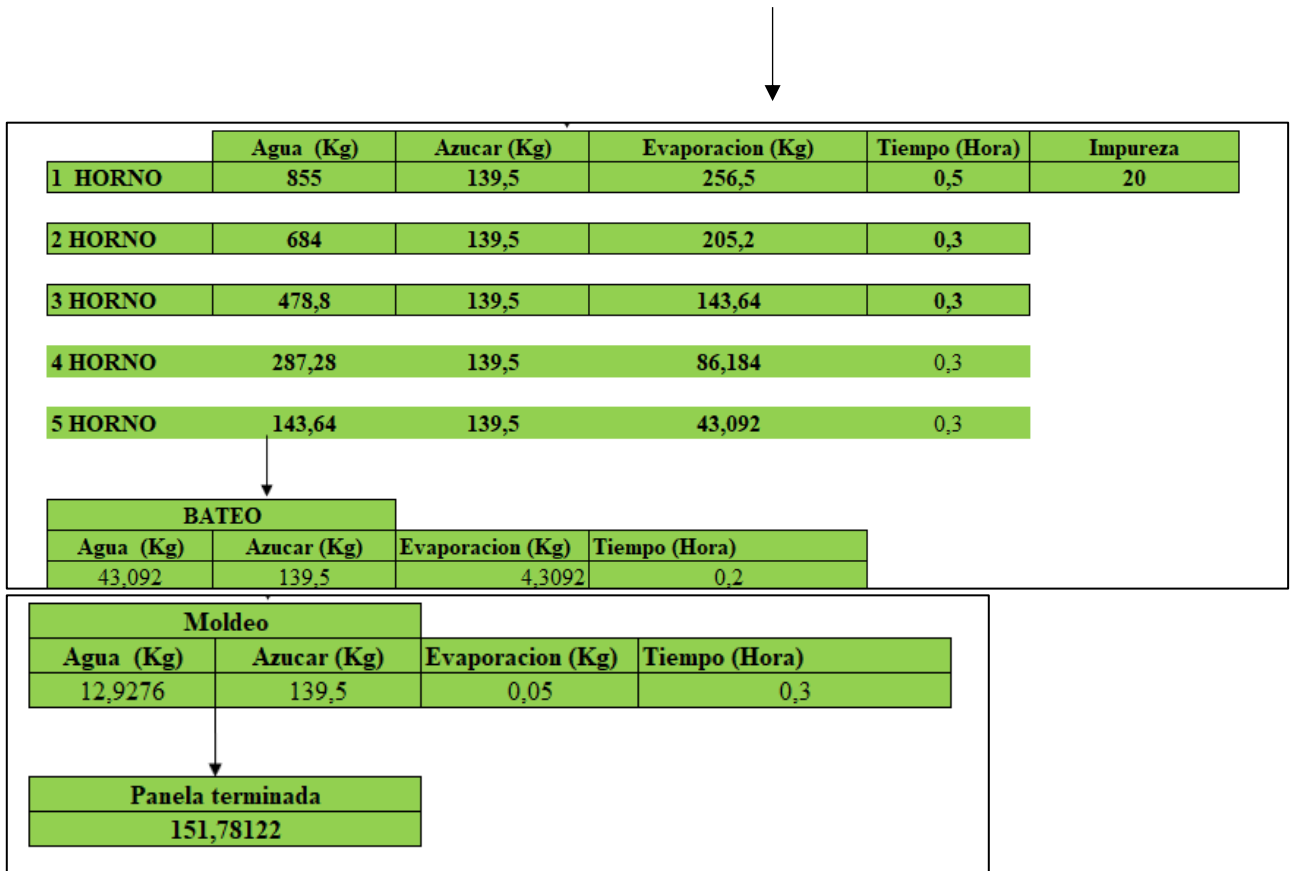 Agua (Kg) Azucar (Kg) Evaporacion (Kg) Tiempo (Hora) Impureza
1 HORNO 855 139,5 256,5 0,5 20
2 HORNO 684 139,5 205,2 0,3
3 HORNO 478,8 139,5 143,64 0,3
4 HORNO 287,28 139,5 86,184 0,3
5 HORNO 143,64 139,5 43,092 0,3
BATEO
Agua (Kg) Azucar (Kg) Evaporacion (Kg) Tiempo (Hora)
43,092 139,5 4,3092 0,2
Moldeo
Agua (Kg) Azucar (Kg) Evaporacion (Kg) Tiempo (Hora)
12,9276 139,5 0,05 0,3
Panela terminada
151,78122